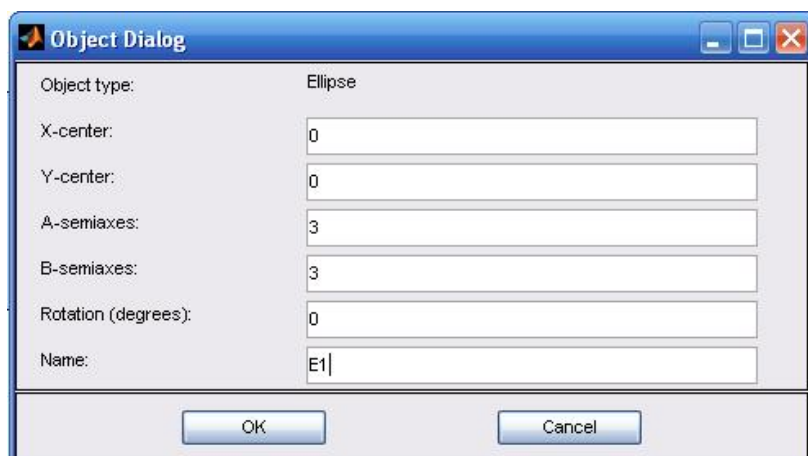 Object Dialog
Object type: Ellipse
X-center: 0
Y-center: 0
A-semiaxes: 3
B-semiaxes: 3
Rotation (degrees): 0
Name: E1
OK Cancel